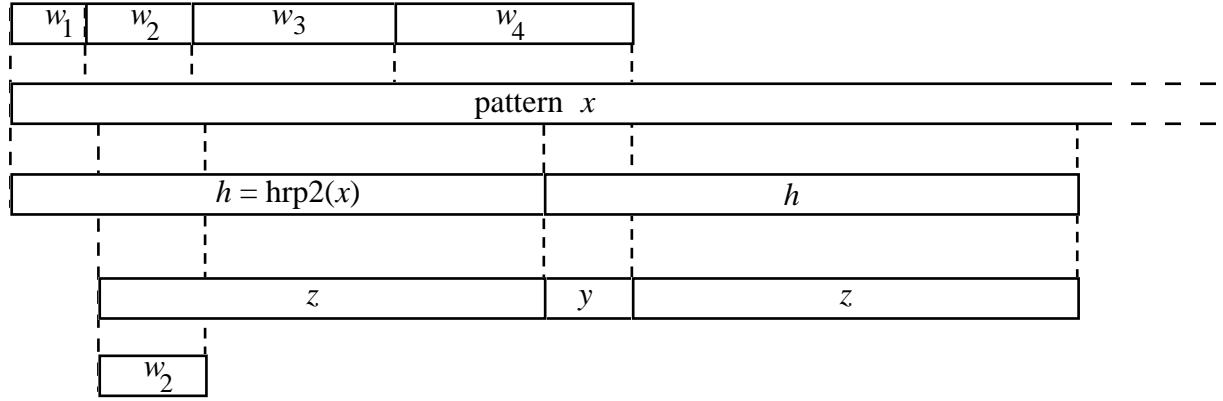 w1 w2 w3 w4
pattern x
h = hrp2(x) h
z y z
w2